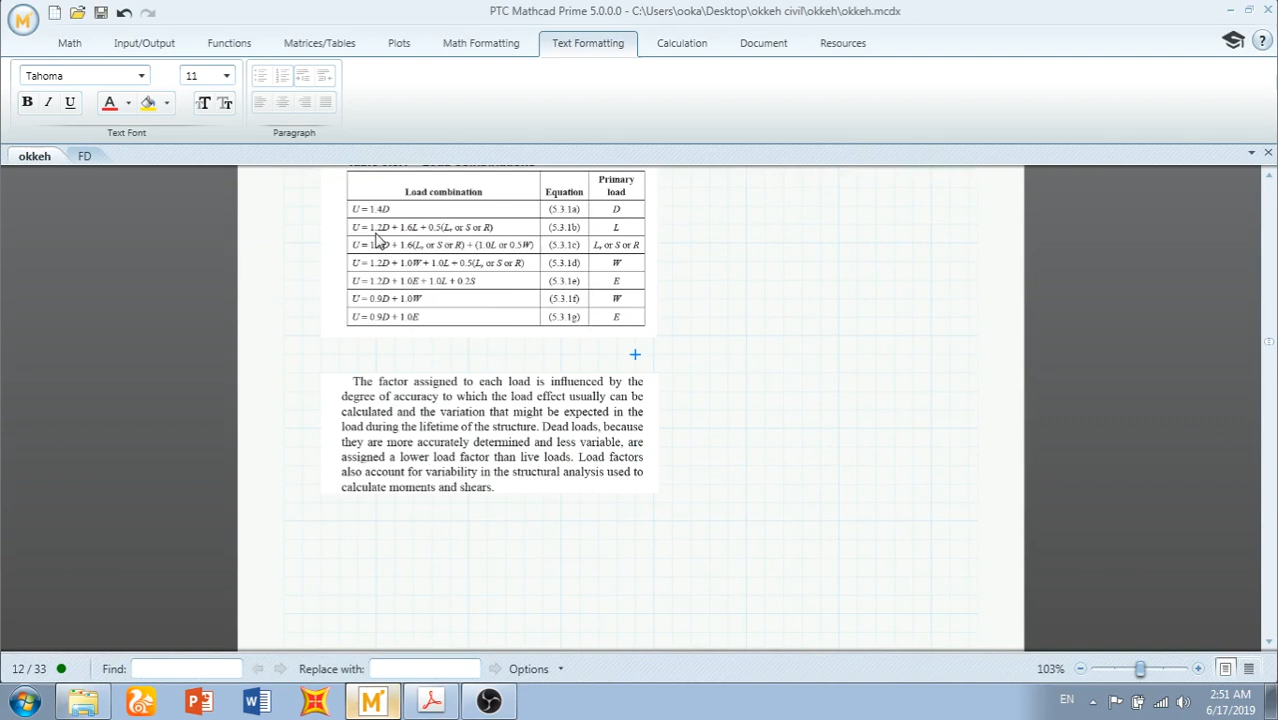 PTC Mathcad Prime 5.0.0.0 - C:\Users\ooka\Desktop\okkeh civil\okkeh\okkeh.mcdx
Math Input/Output Functions Matrices/Tables Plots Math Formatting Text Formatting Calculation Document Resources
Tahoma 11
B I U A
Text Font Paragraph
okkeh FD
Load combination Equation Primary load
U = 1.4D (5.3.1a) D
U = 1.2D + 1.6L + 0.5(Lr or S or R) (5.3.1b) L
U = 1.2D + 1.6(Lr or S or R) + (1.0L or 0.5W) (5.3.1c) Lr or S or R
U = 1.2D + 1.0W + 1.0L + 0.5(Lr or S or R) (5.3.1d) W
U = 1.2D + 1.0E + 1.0L + 0.2S (5.3.1e) E
U = 0.9D + 1.0W (5.3.1f) W
U = 0.9D + 1.0E (5.3.1g) E
The factor assigned to each load is influenced by the
degree of accuracy to which the load effect usually can be
calculated and the variation that might be expected in the
load during the lifetime of the structure. Dead loads, because
they are more accurately determined and less variable, are
assigned a lower load factor than live loads. Load factors
also account for variability in the structural analysis used to
calculate moments and shears.
12 / 33 Find: Replace with: Options 103%
EN 2:51 AM
6/17/2019